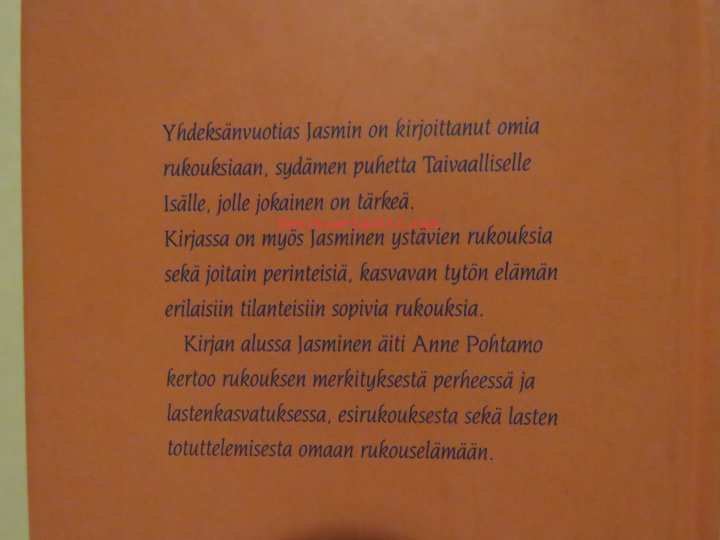 Yhdeksänvuotias Jasmin on kirjoittanut omia
rukouksiaan, sydämen puhetta Taivaalliselle
Isälle, jolle jokainen on tärkeä.
Kirjassa on myös Jasminen ystävien rukouksia
sekä joitain perinteisiä, kasvavan tytön elämän
erilaisiin tilanteisiin sopivia rukouksia.
Kirjan alussa Jasminen äiti Anne Pohtamo
kertoo rukouksen merkityksestä perheessä ja
lastenkasvatuksessa, esirukouksesta sekä lasten
totuttelemisesta omaan rukouselämään.